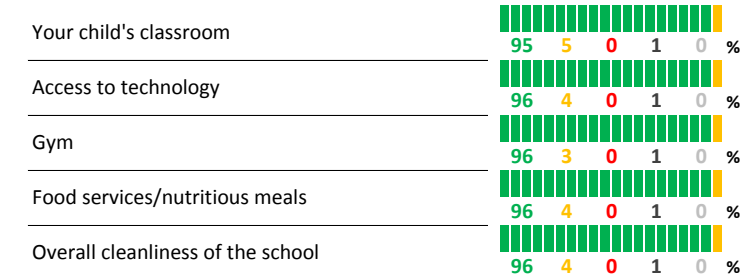 Your child's classroom
95 5 0 1 0 %
Access to technology
96 4 0 1 0 %
Gym
96 3 0 1 0 %
Food services/nutritious meals
96 4 0 1 0 %
Overall cleanliness of the school
96 4 0 1 0 %